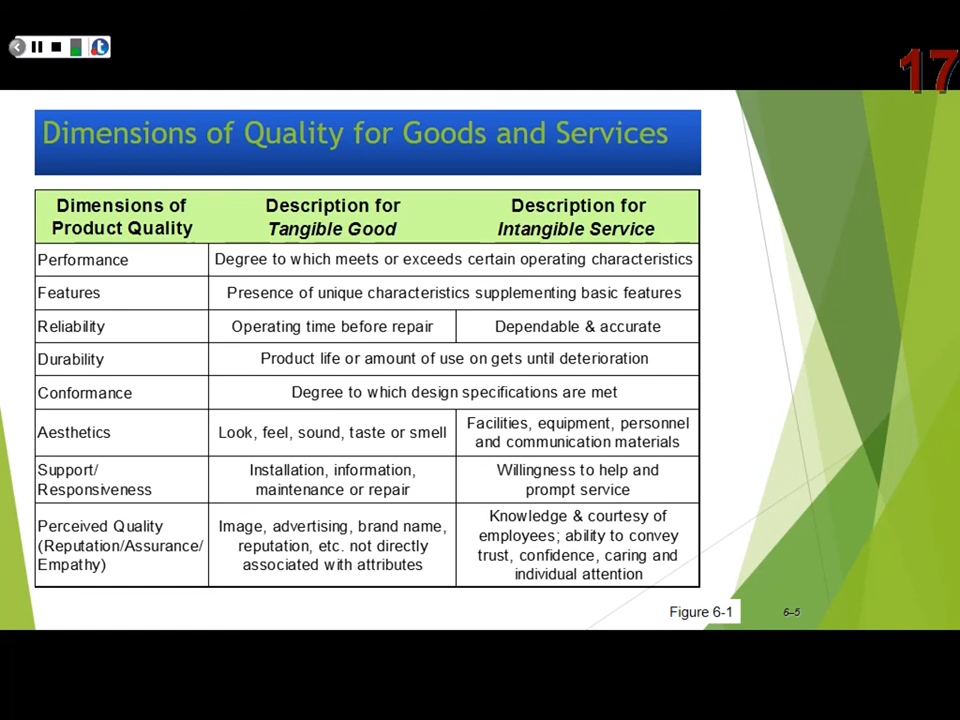 17
Dimensions of Quality for Goods and Services
Dimensions of Product Quality | Description for Tangible Good | Description for Intangible Service
Performance | Degree to which meets or exceeds certain operating characteristics
Features | Presence of unique characteristics supplementing basic features
Reliability | Operating time before repair | Dependable & accurate
Durability | Product life or amount of use on gets until deterioration
Conformance | Degree to which design specifications are met
Aesthetics | Look, feel, sound, taste or smell | Facilities, equipment, personnel and communication materials
Support/ Responsiveness | Installation, information, maintenance or repair | Willingness to help and prompt service
Perceived Quality (Reputation/Assurance/ Empathy) | Image, advertising, brand name, reputation, etc. not directly associated with attributes | Knowledge & courtesy of employees; ability to convey trust, confidence, caring and individual attention
Figure 6-1
6–5